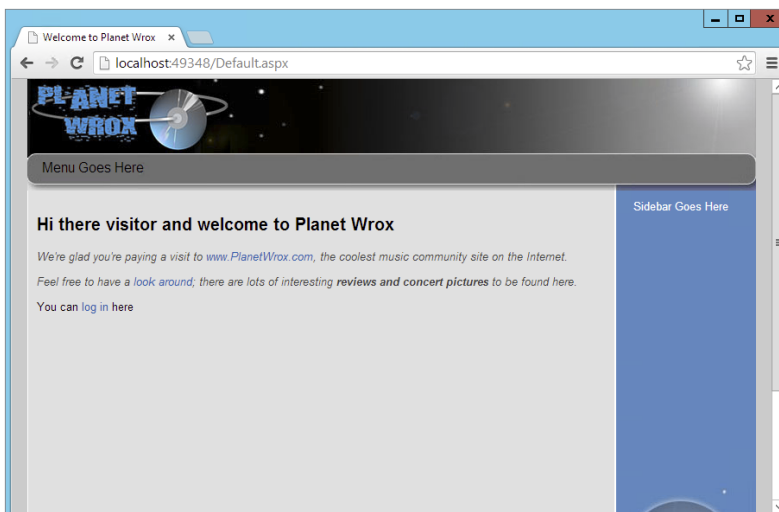 Welcome to Planet Wrox
localhost:49348/Default.aspx
PLANET
WROX
Menu Goes Here
Hi there visitor and welcome to Planet Wrox
Sidebar Goes Here
We're glad you're paying a visit to www.PlanetWrox.com, the coolest music community site on the Internet.
Feel free to have a look around; there are lots of interesting reviews and concert pictures to be found here.
You can log in here